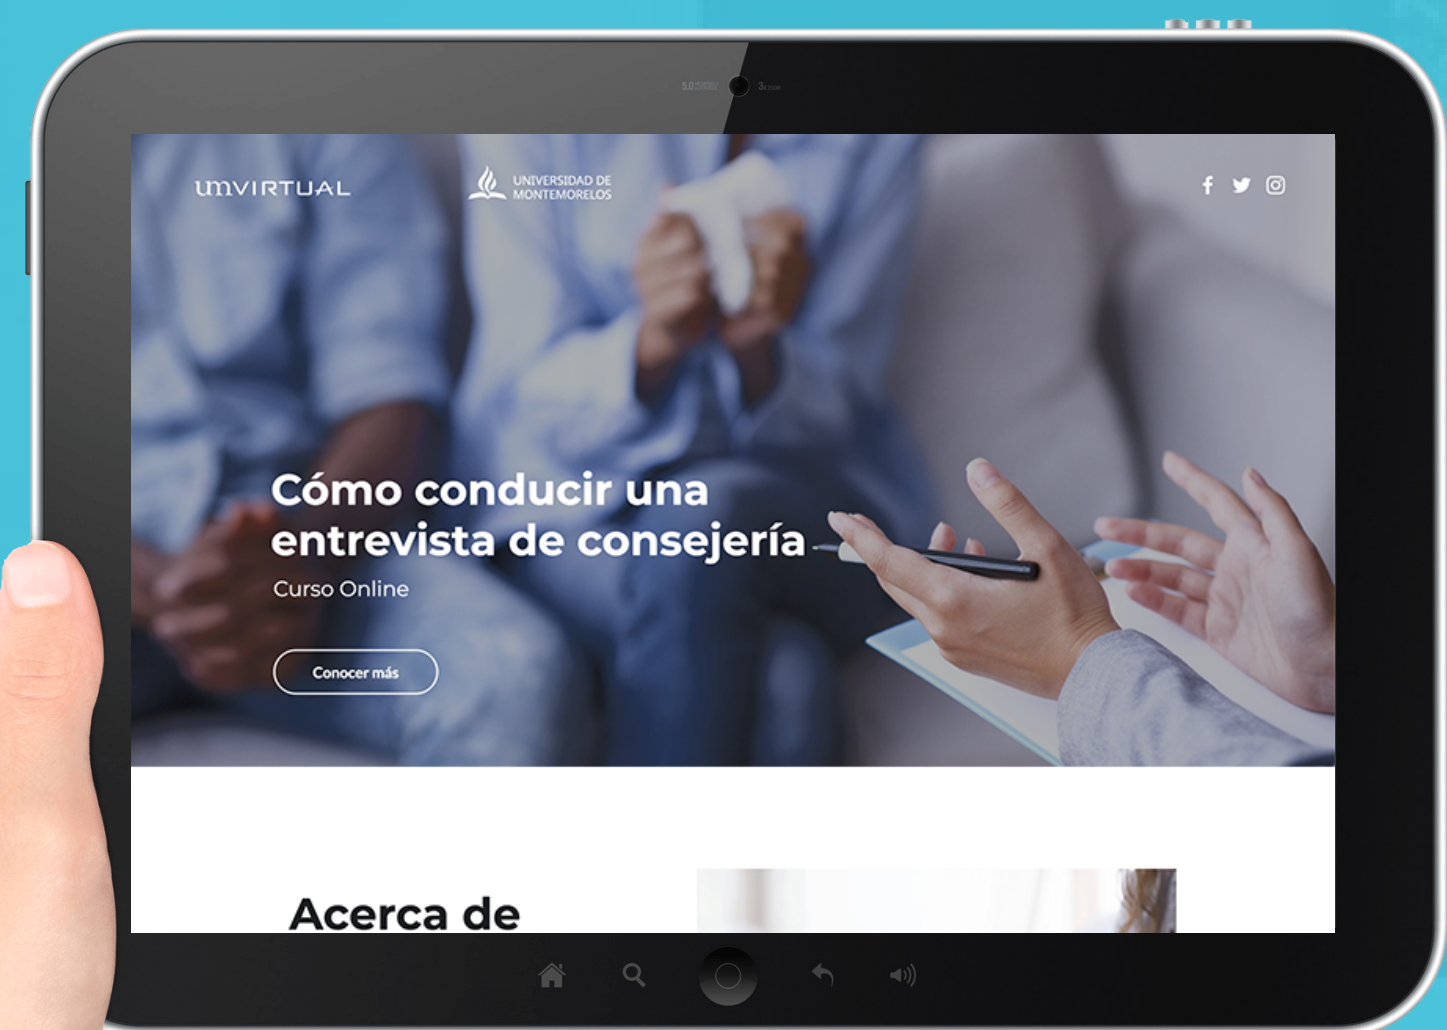 UMVIRTUAL
UNIVERSIDAD DE
MONTEMORELOS
Cómo conducir una
entrevista de consejería
Curso Online
Conocer más
Acerca de